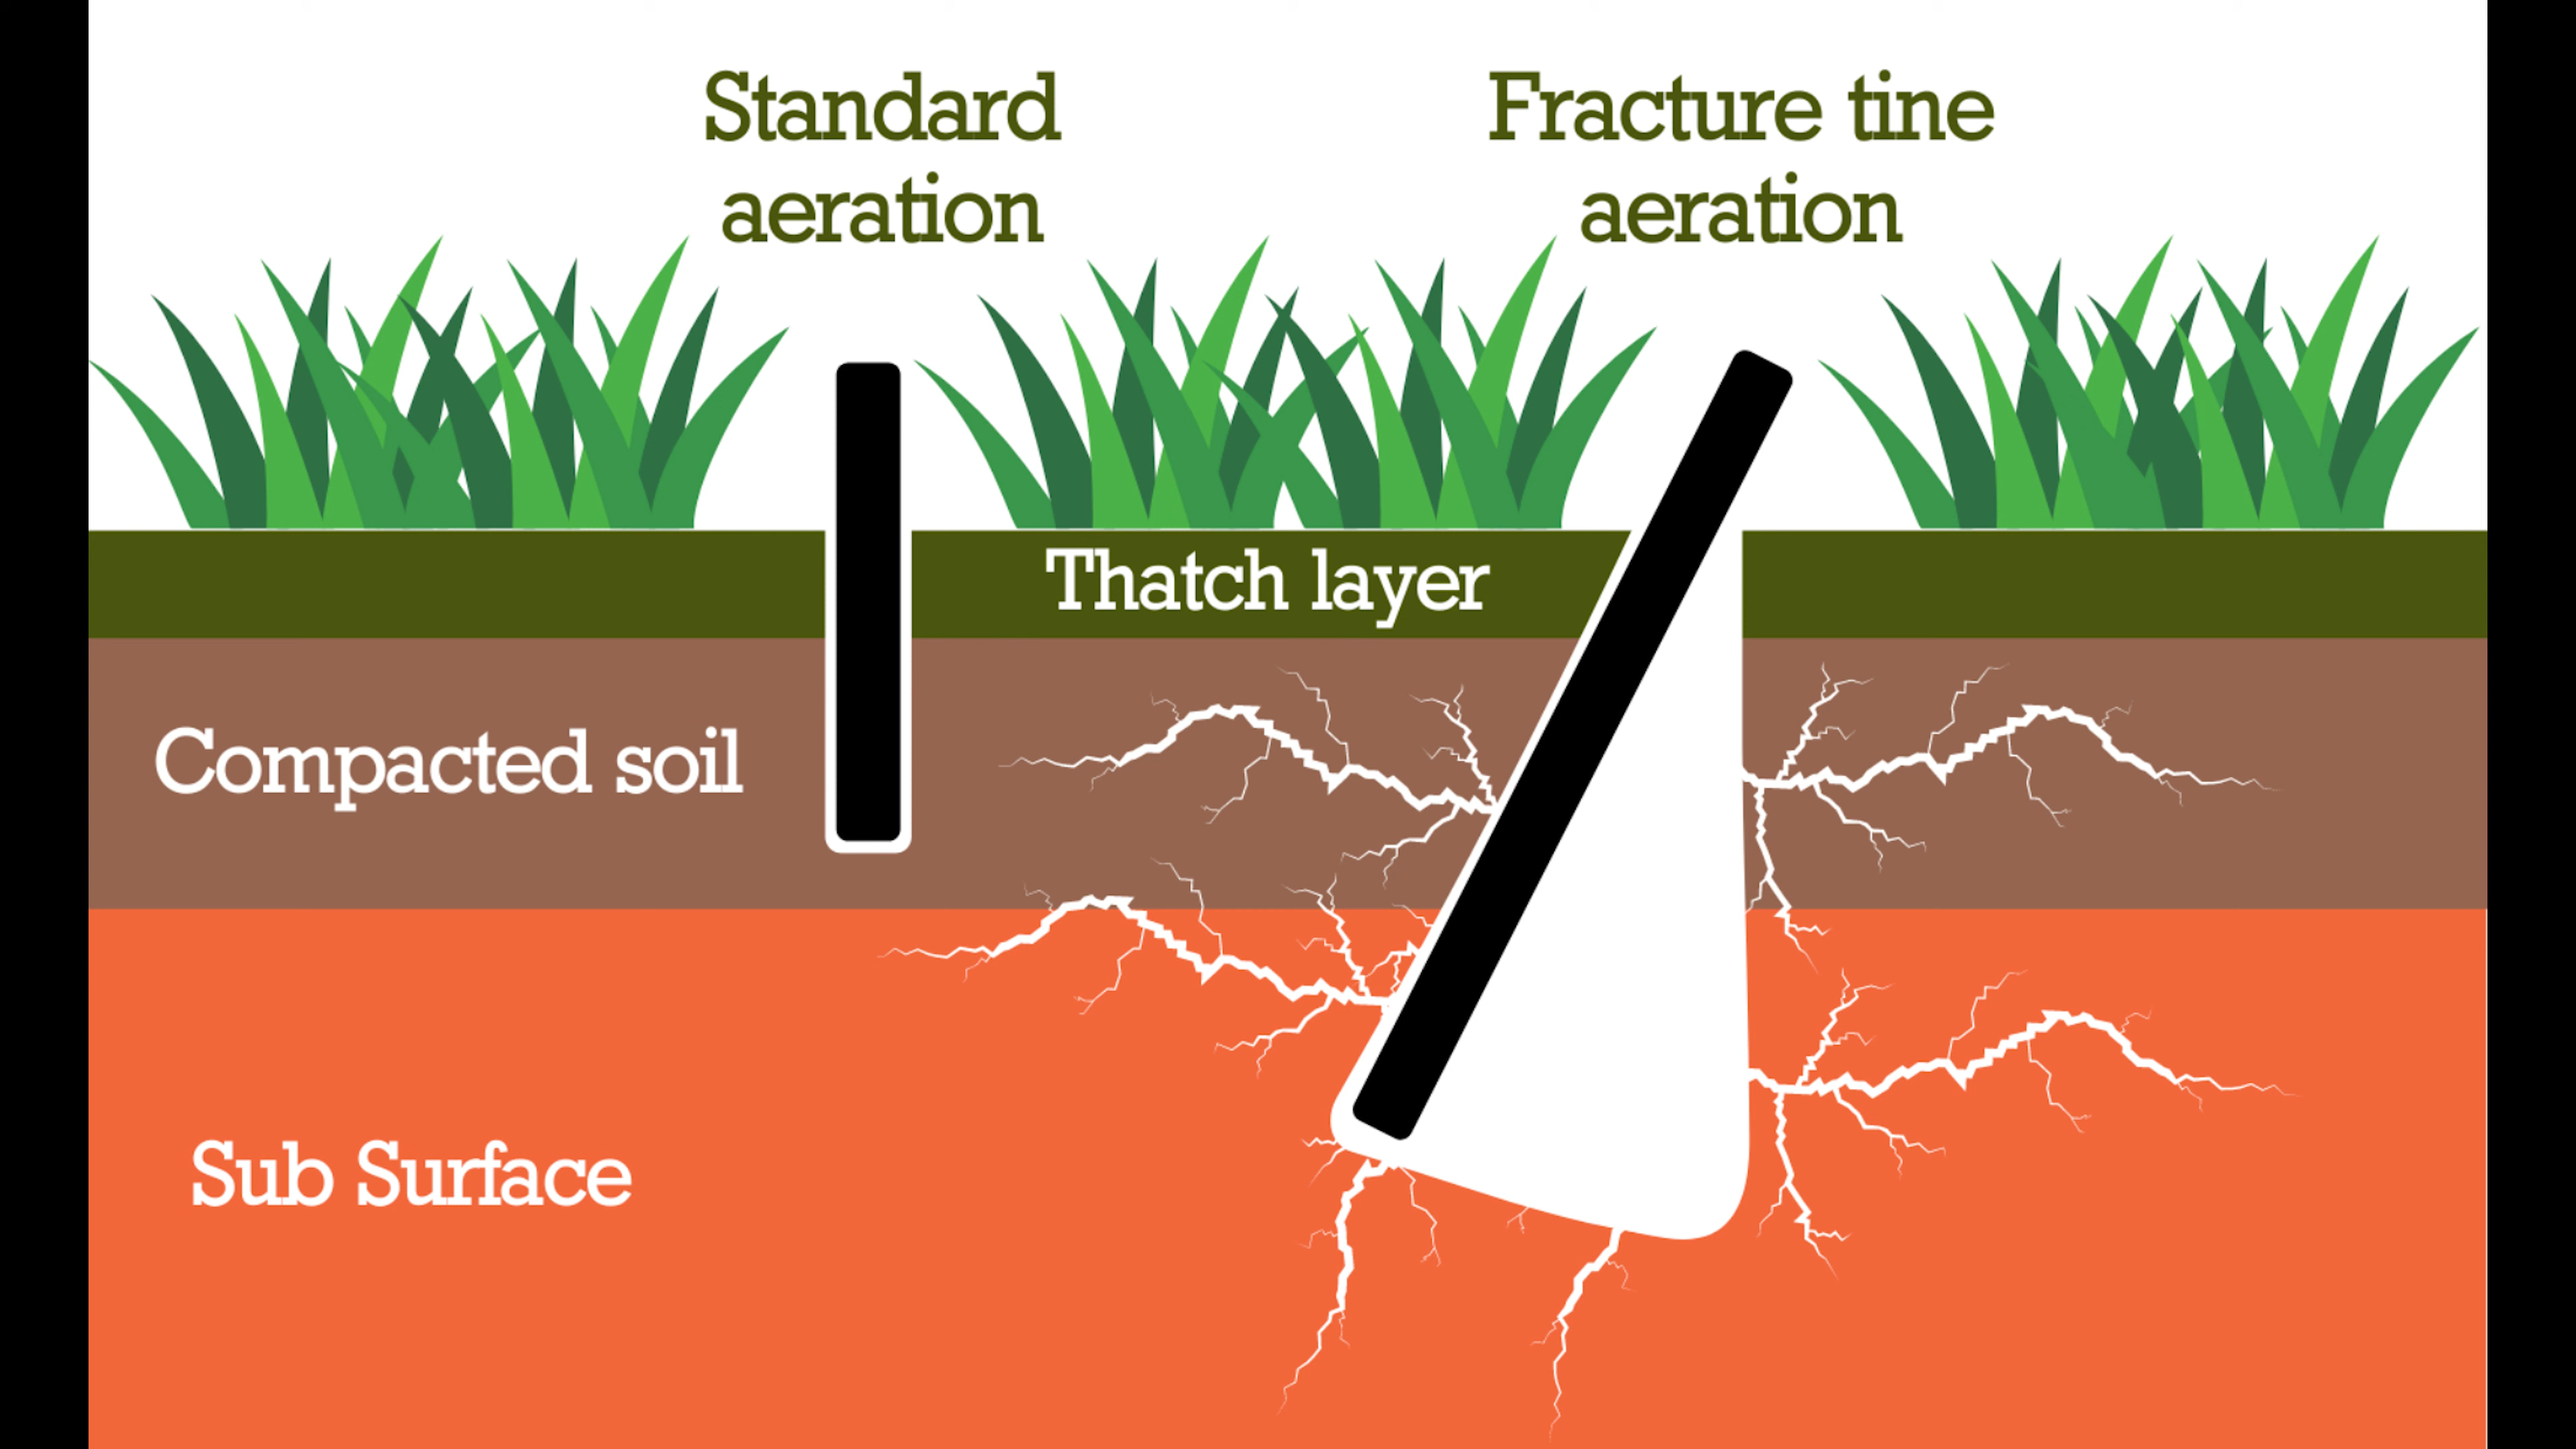 Standard
aeration
Fracture tine
aeration
Thatch layer
Compacted soil
Sub Surface